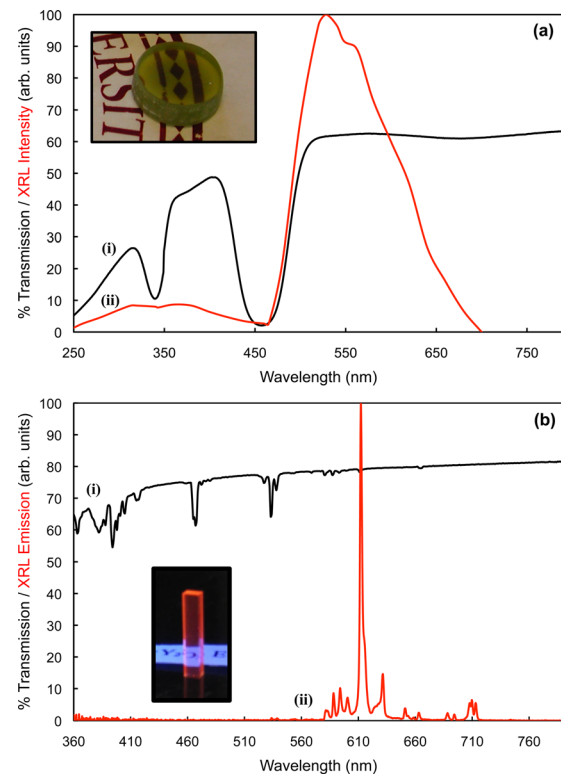 (a)
% Transmission / XRL Intensity (arb. units)
100
90
80
70
60
50
40
30
20
10
0
ERSIT
(i)
(ii)
250 350 450 550 650 750
Wavelength (nm)
(b)
% Transmission / XRL Emission (arb. units)
100
90
80
70
60
50
40
30
20
10
0
(i)
(ii)
360 410 460 510 560 610 660 710 760
Wavelength (nm)